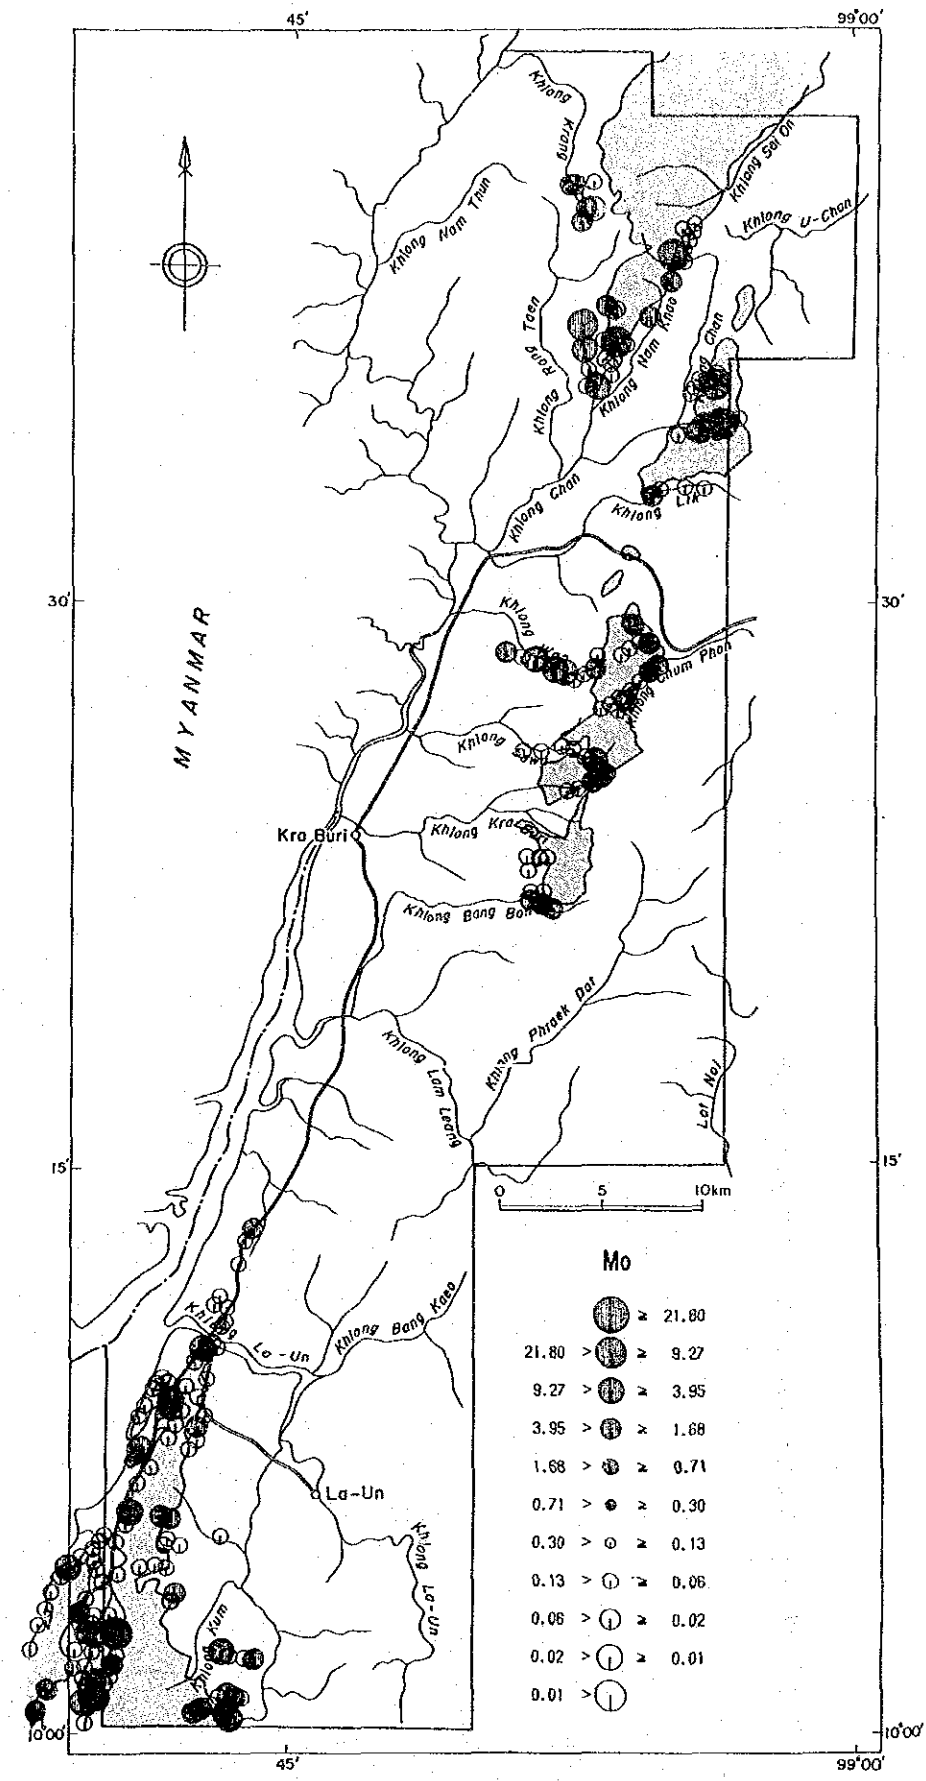 45'
99°00'
Khlong
Krang
Khlong Sai On
Khlong U-Chan
Khlong Nam Thun
Khlong Rang Taen
Khlong Nam Knao
Chan
Khlong Chan
Khlong Lik
30'
30'
MYANMAR
Khlong
Chum Phon
Khlong
Kra Buri
Khlong Kra-Buri
Khlong Bang Bon
Khlong Phraek Dat
Khlong Lam Leang
Lat Nai
15'
15'
0 5 10km
Mo
Khlong
La-Un
Khlong Bang Kaeo
≥ 21.80
21.80 > ≥ 9.27
9.27 > ≥ 3.95
3.95 > ≥ 1.68
1.68 > ≥ 0.71
0.71 > ≥ 0.30
0.30 > ≥ 0.13
0.13 > ≥ 0.06
0.06 > ≥ 0.02
0.02 > ≥ 0.01
0.01 >
La-Un
Khlong La-Un
Khlong Kum
10°00'
10°00'
45'
99°00'